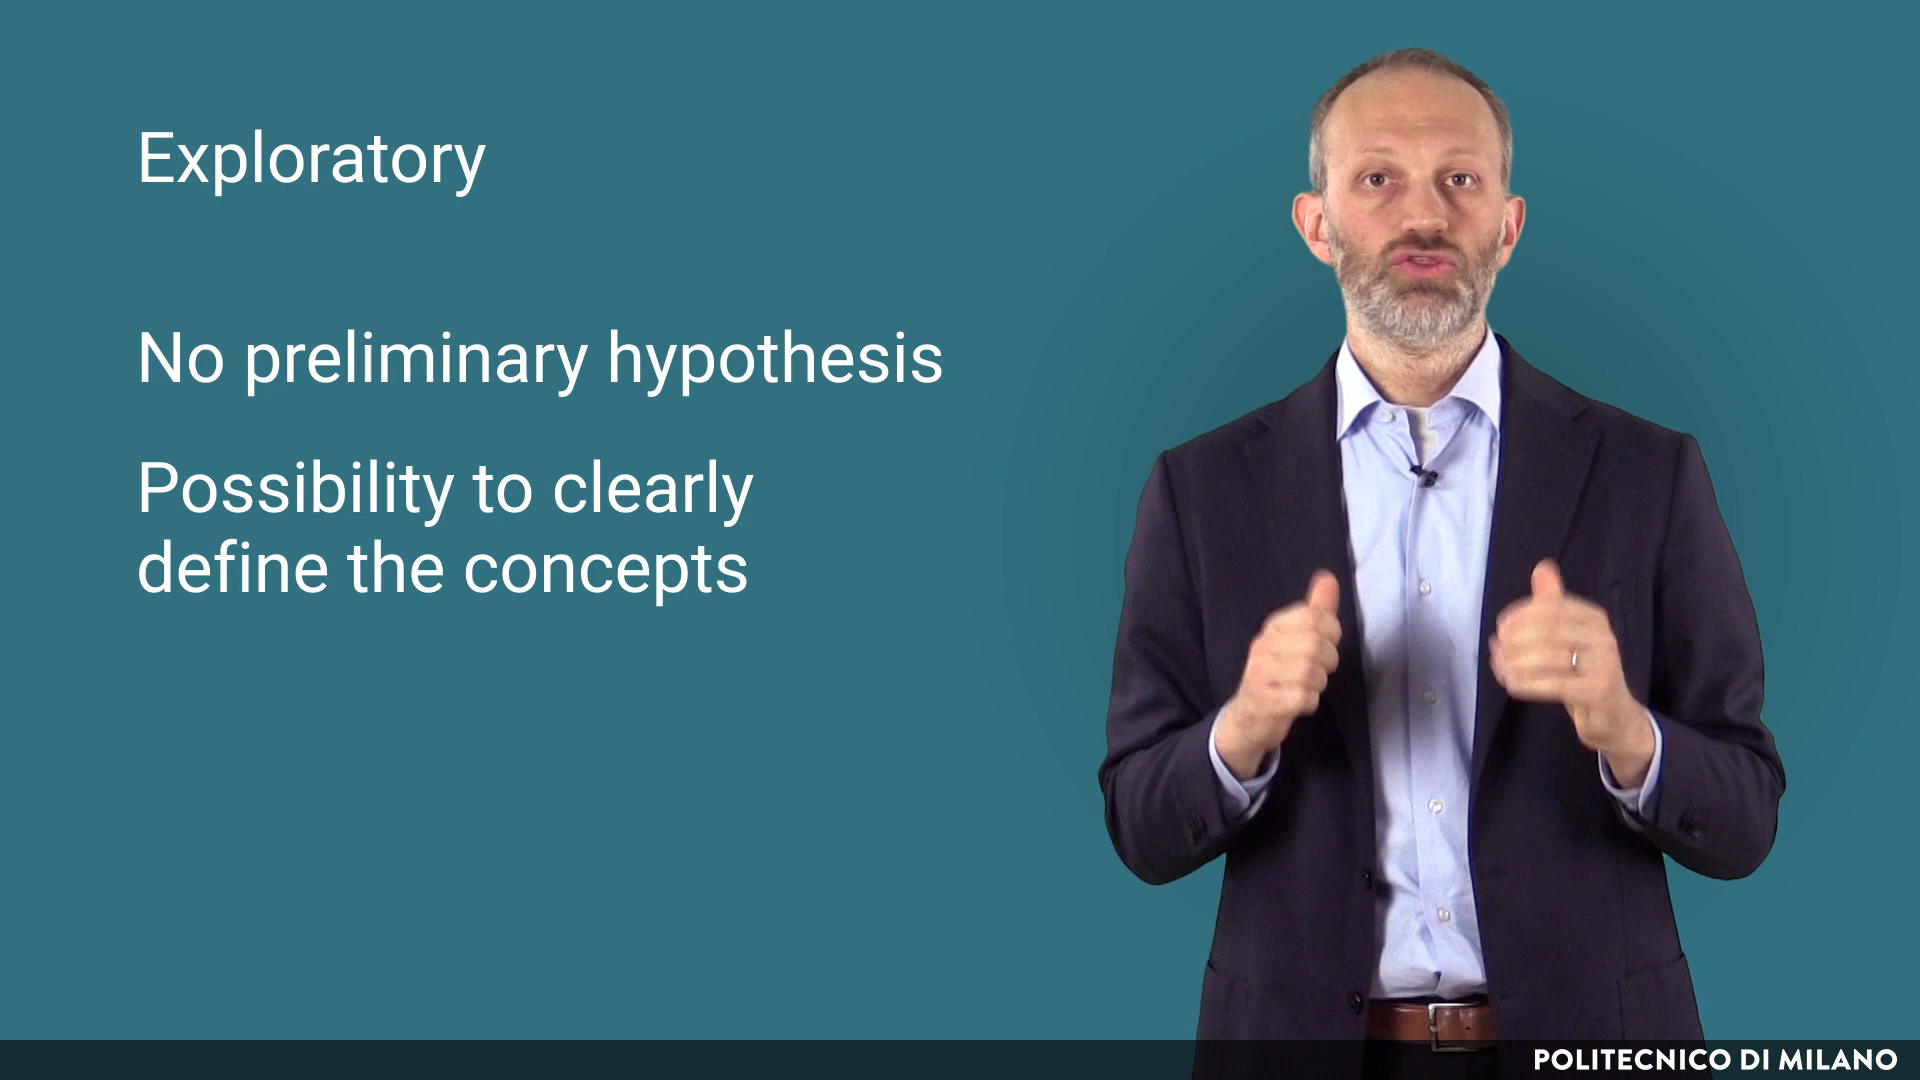 Exploratory
No preliminary hypothesis
Possibility to clearly
define the concepts
POLITECNICO DI MILANO